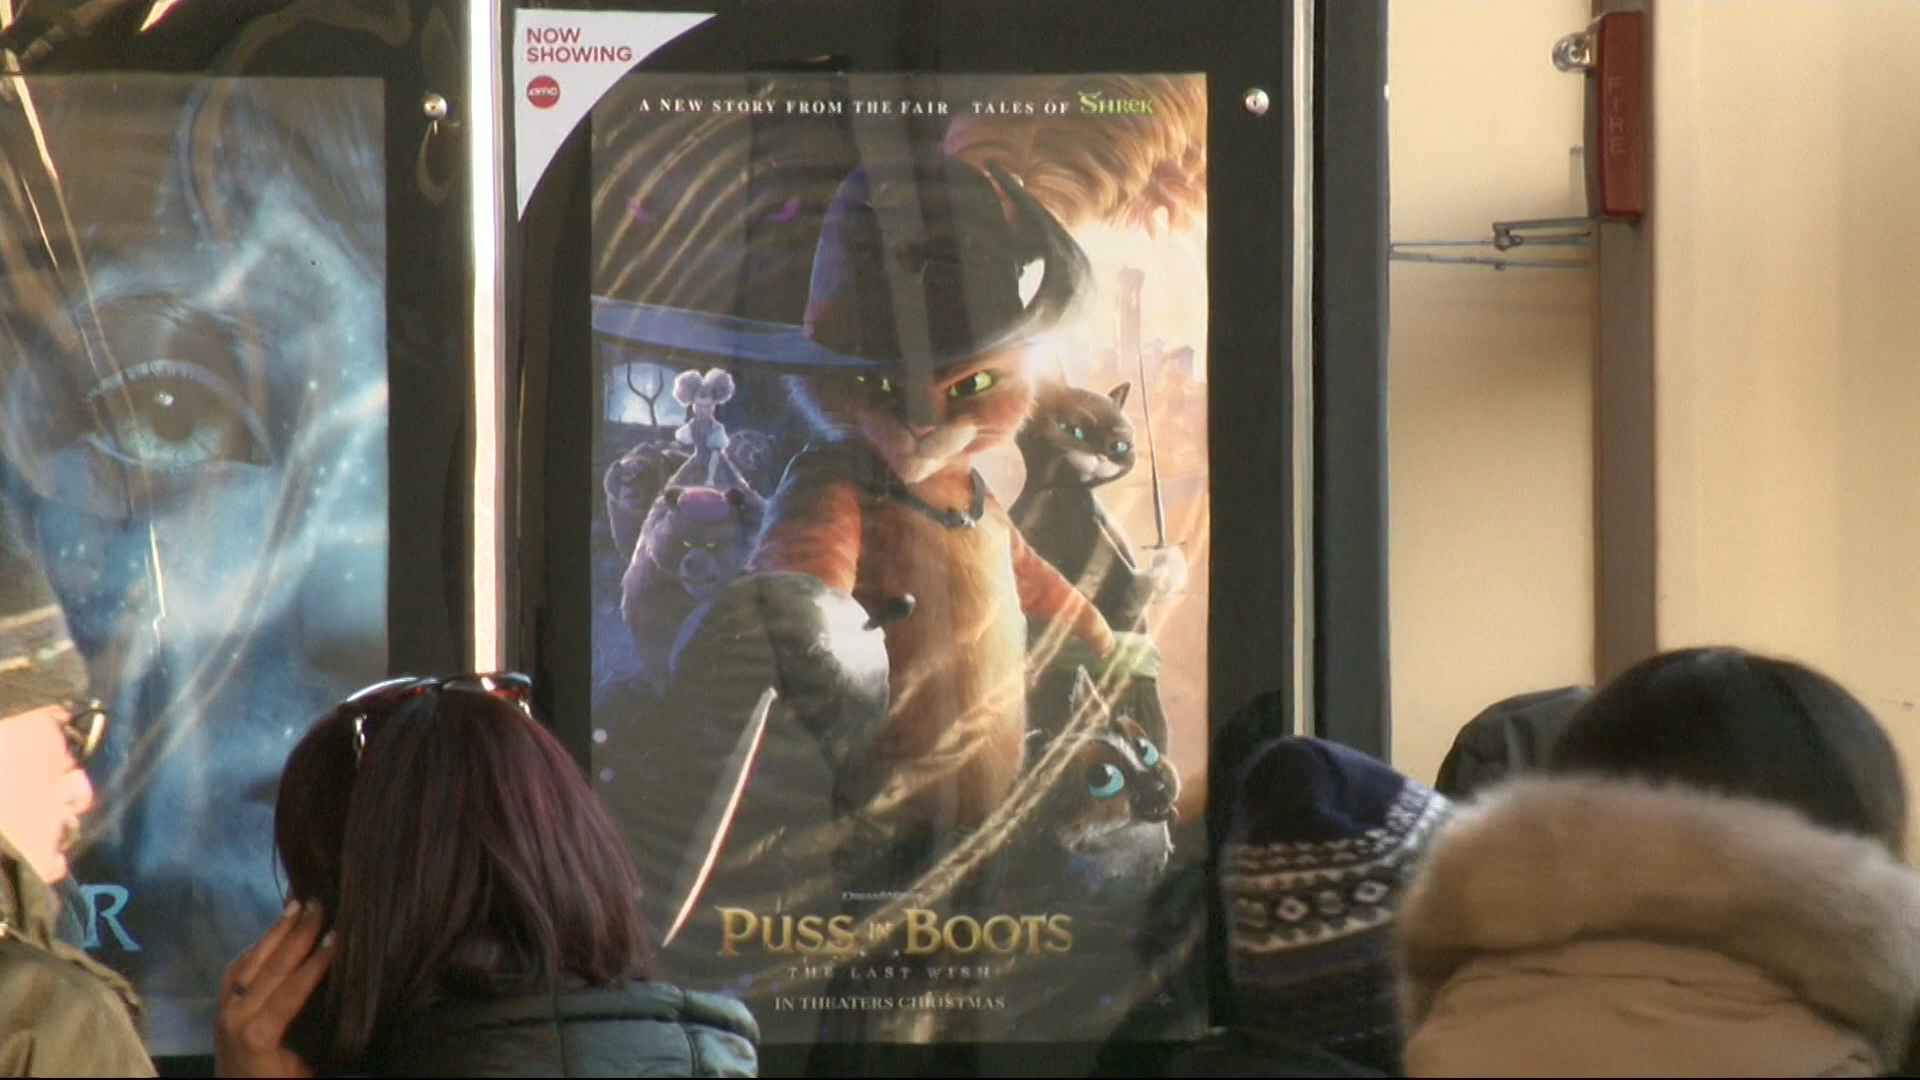 NOW
SHOWING
amc
A NEW STORY FROM THE FAIR TALES OF SHREK
FIRE
R
DREAMWORKS
PUSS IN BOOTS
THE LAST WISH
IN THEATERS CHRISTMAS